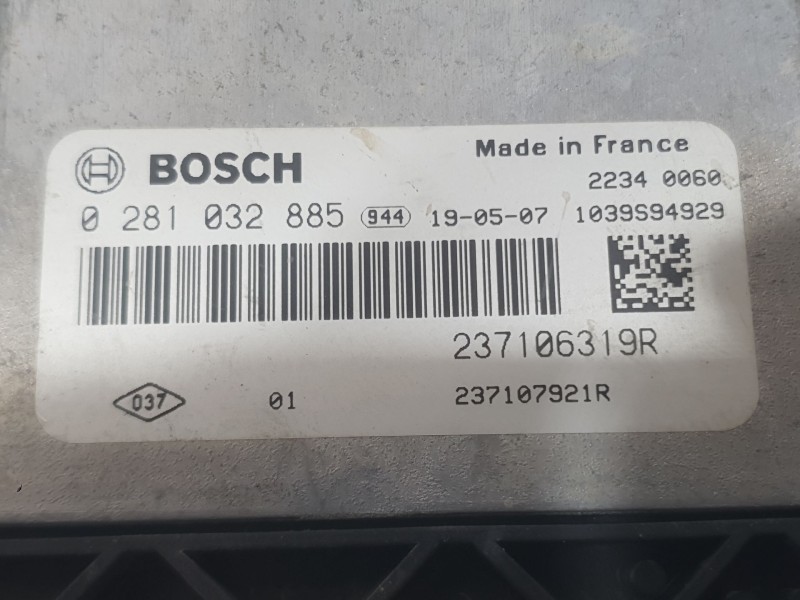 BOSCH
Made in France
2234 0060
0 281 032 885 944 19-05-07 1039S94929
237106319R
037 01 237107921R